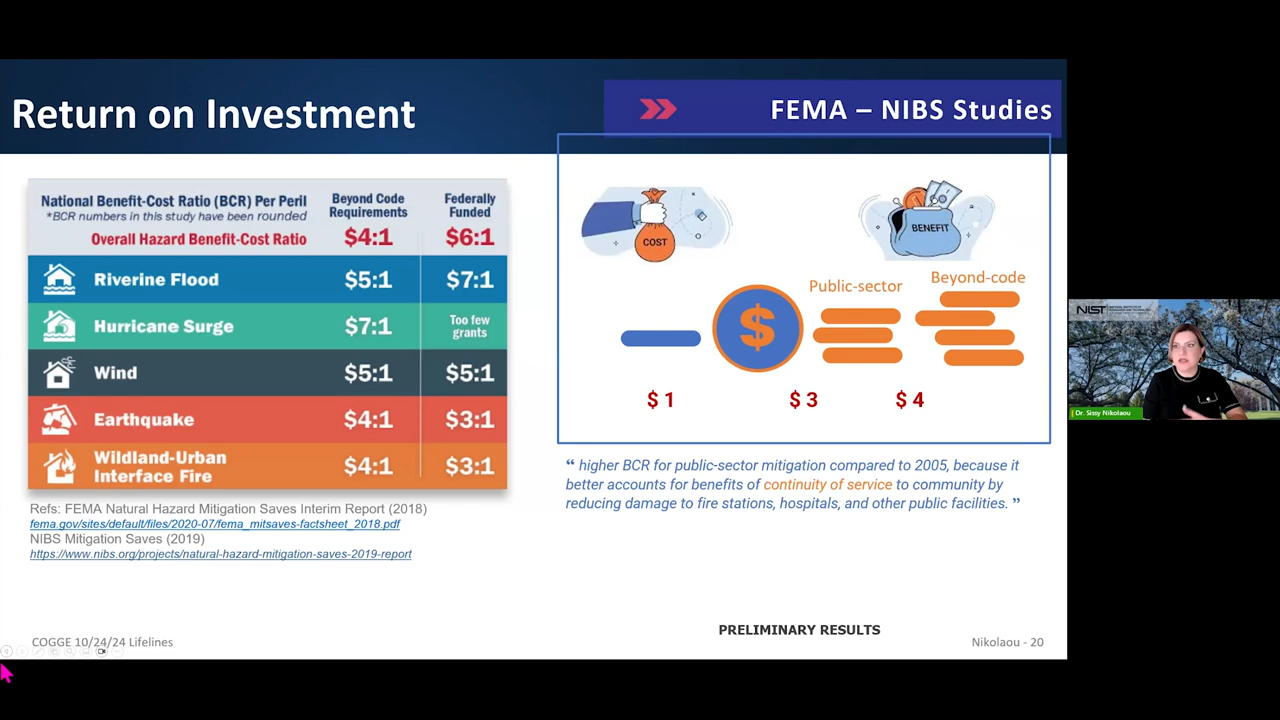 Return on Investment
FEMA – NIBS Studies
National Benefit-Cost Ratio (BCR) Per Peril
*BCR numbers in this study have been rounded
Beyond Code
Requirements
Federally
Funded
Overall Hazard Benefit-Cost Ratio $4:1 $6:1
Riverine Flood $5:1 $7:1
Hurricane Surge $7:1 Too few
grants
Wind $5:1 $5:1
Earthquake $4:1 $3:1
Wildland-Urban
Interface Fire $4:1 $3:1
Refs: FEMA Natural Hazard Mitigation Saves Interim Report (2018)
fema.gov/sites/default/files/2020-07/fema_mitsaves-factsheet_2018.pdf
NIBS Mitigation Saves (2019)
https://www.nibs.org/projects/natural-hazard-mitigation-saves-2019-report
COST
BENEFIT
Public-sector
Beyond-code
$
$ 1 $ 3 $ 4
“ higher BCR for public-sector mitigation compared to 2005, because it
better accounts for benefits of continuity of service to community by
reducing damage to fire stations, hospitals, and other public facilities. ”
PRELIMINARY RESULTS
COGGE 10/24/24 Lifelines
Nikolaou - 20
NIST
Dr. Sissy Nikolaou